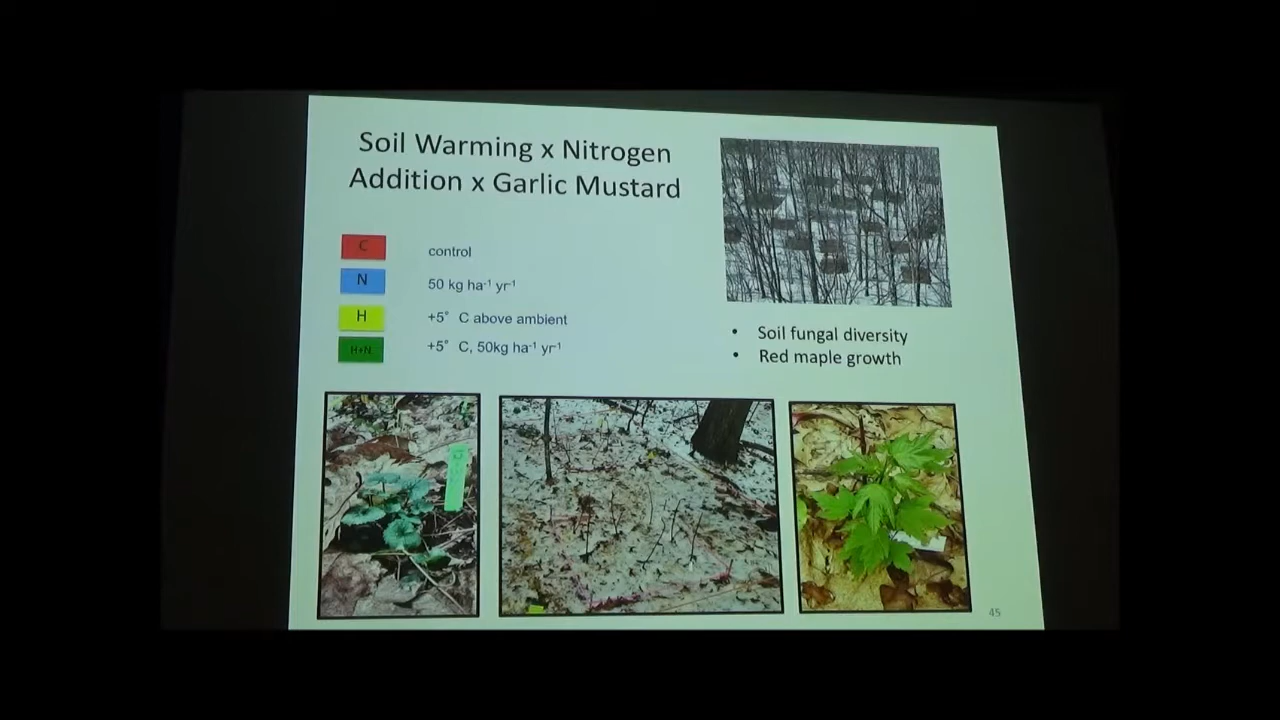 Soil Warming x Nitrogen
Addition x Garlic Mustard
C control
N 50 kg ha⁻¹ yr⁻¹
H +5° C above ambient
H+N +5° C, 50kg ha⁻¹ yr⁻¹
• Soil fungal diversity
• Red maple growth
45